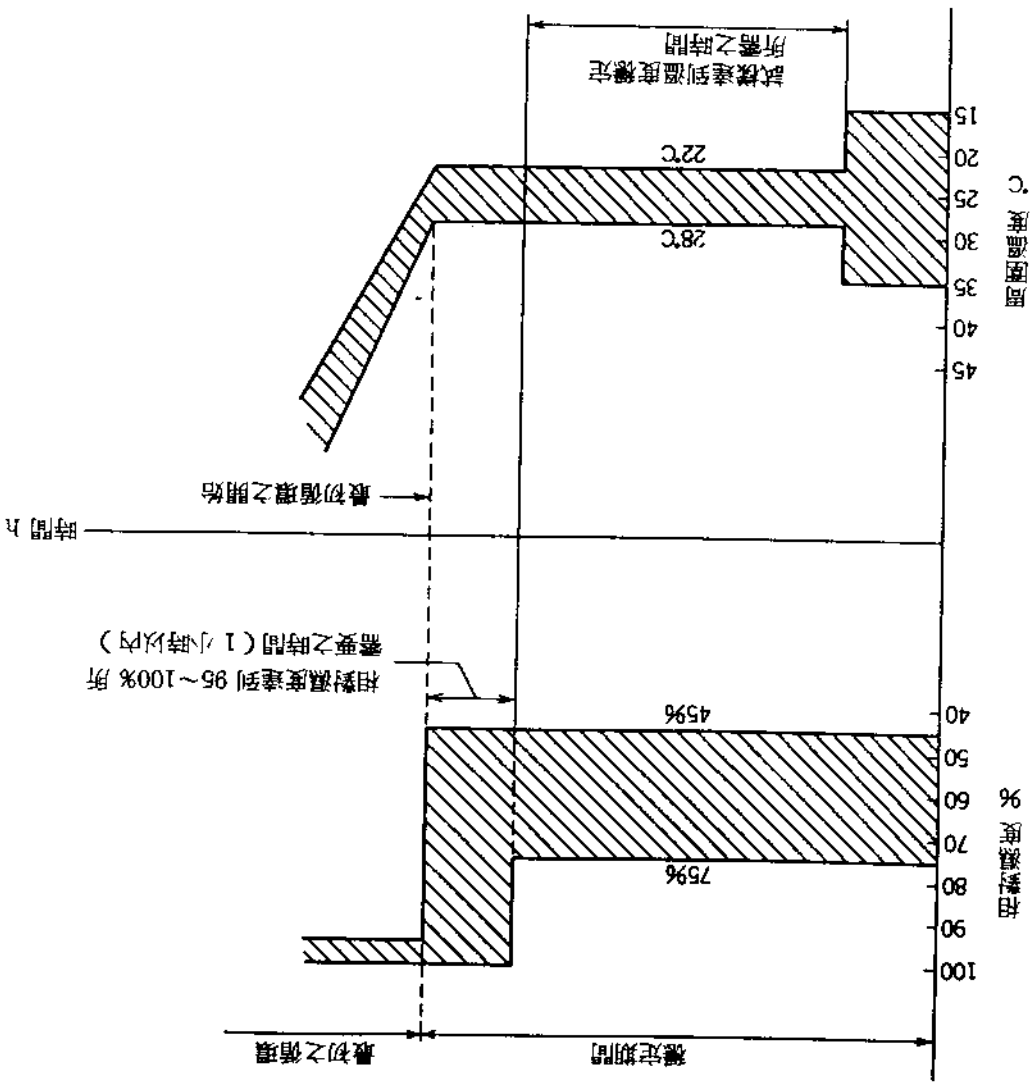 穩定期間
最初之循環
相對濕度 %
100
90
80
70
60
50
40
75%
45%
相對濕度達到 95～100% 所
需要之時間（1 小時以內）
時間 h
最初循環之開始
周圍溫度 °C
45
40
35
30
25
20
15
28°C
22°C
試樣達到溫度穩定
所需之時間